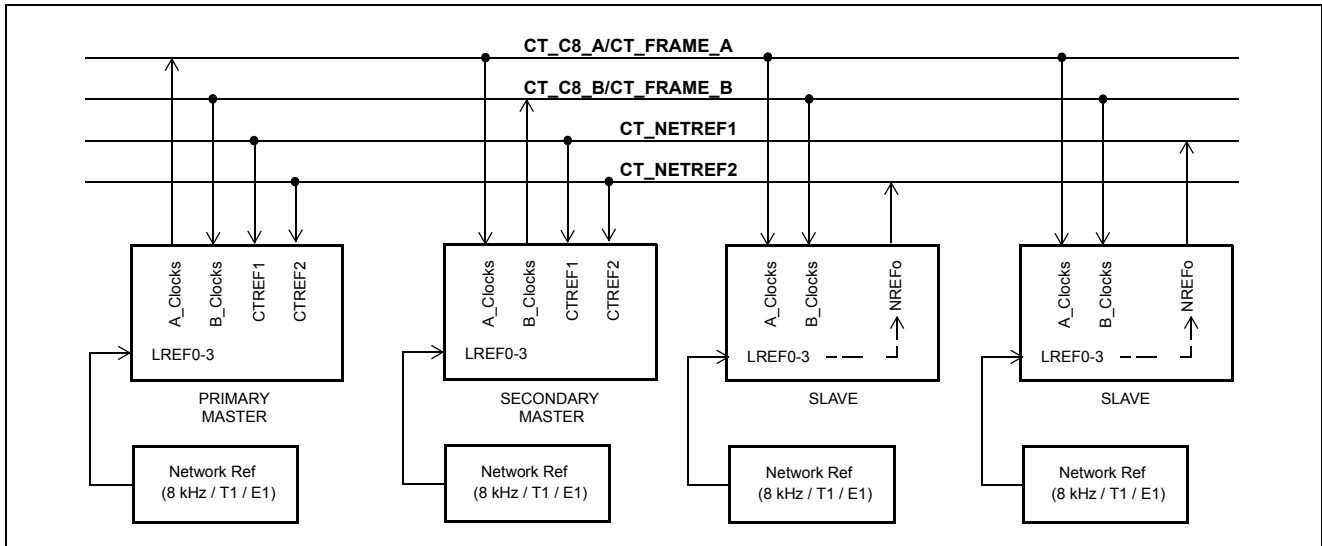 CT_C8_A/CT_FRAME_A
CT_C8_B/CT_FRAME_B
CT_NETREF1
CT_NETREF2
A_Clocks
B_Clocks
CTREF1
CTREF2
LREF0-3
PRIMARY
MASTER
Network Ref
(8 kHz / T1 / E1)
A_Clocks
B_Clocks
CTREF1
CTREF2
LREF0-3
SECONDARY
MASTER
Network Ref
(8 kHz / T1 / E1)
A_Clocks
B_Clocks
NREFo
LREF0-3
SLAVE
Network Ref
(8 kHz / T1 / E1)
A_Clocks
B_Clocks
NREFo
LREF0-3
SLAVE
Network Ref
(8 kHz / T1 / E1)